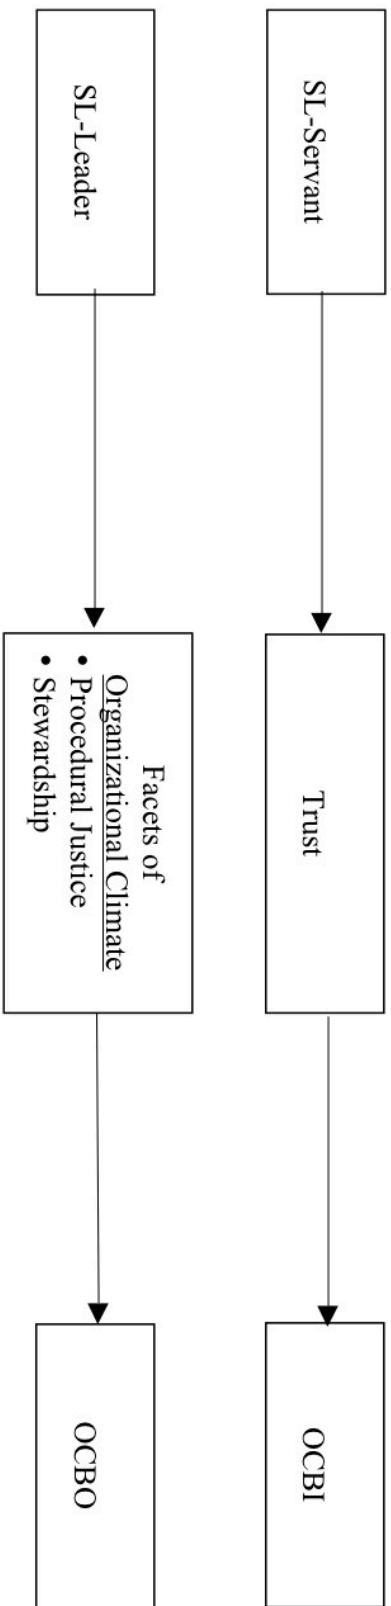 SL-Servant
Trust
OCBI
SL-Leader
Facets of
Organizational Climate
• Procedural Justice
• Stewardship
OCBO